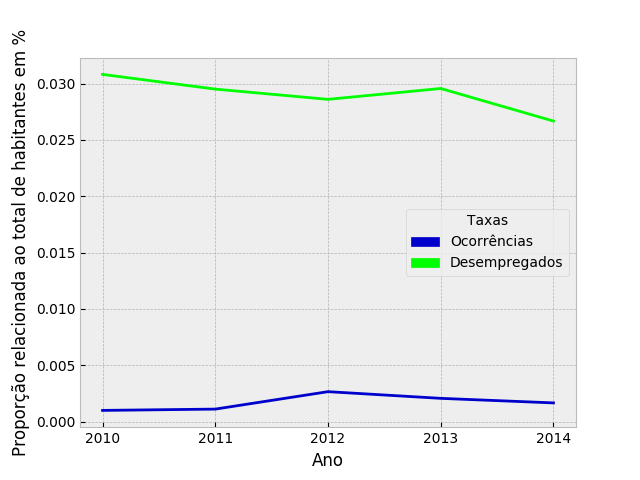 Proporção relacionada ao total de habitantes em %
0.030
0.025
0.020
0.015
0.010
0.005
0.000
Taxas
Ocorrências
Desempregados
2010 2011 2012 2013 2014
Ano